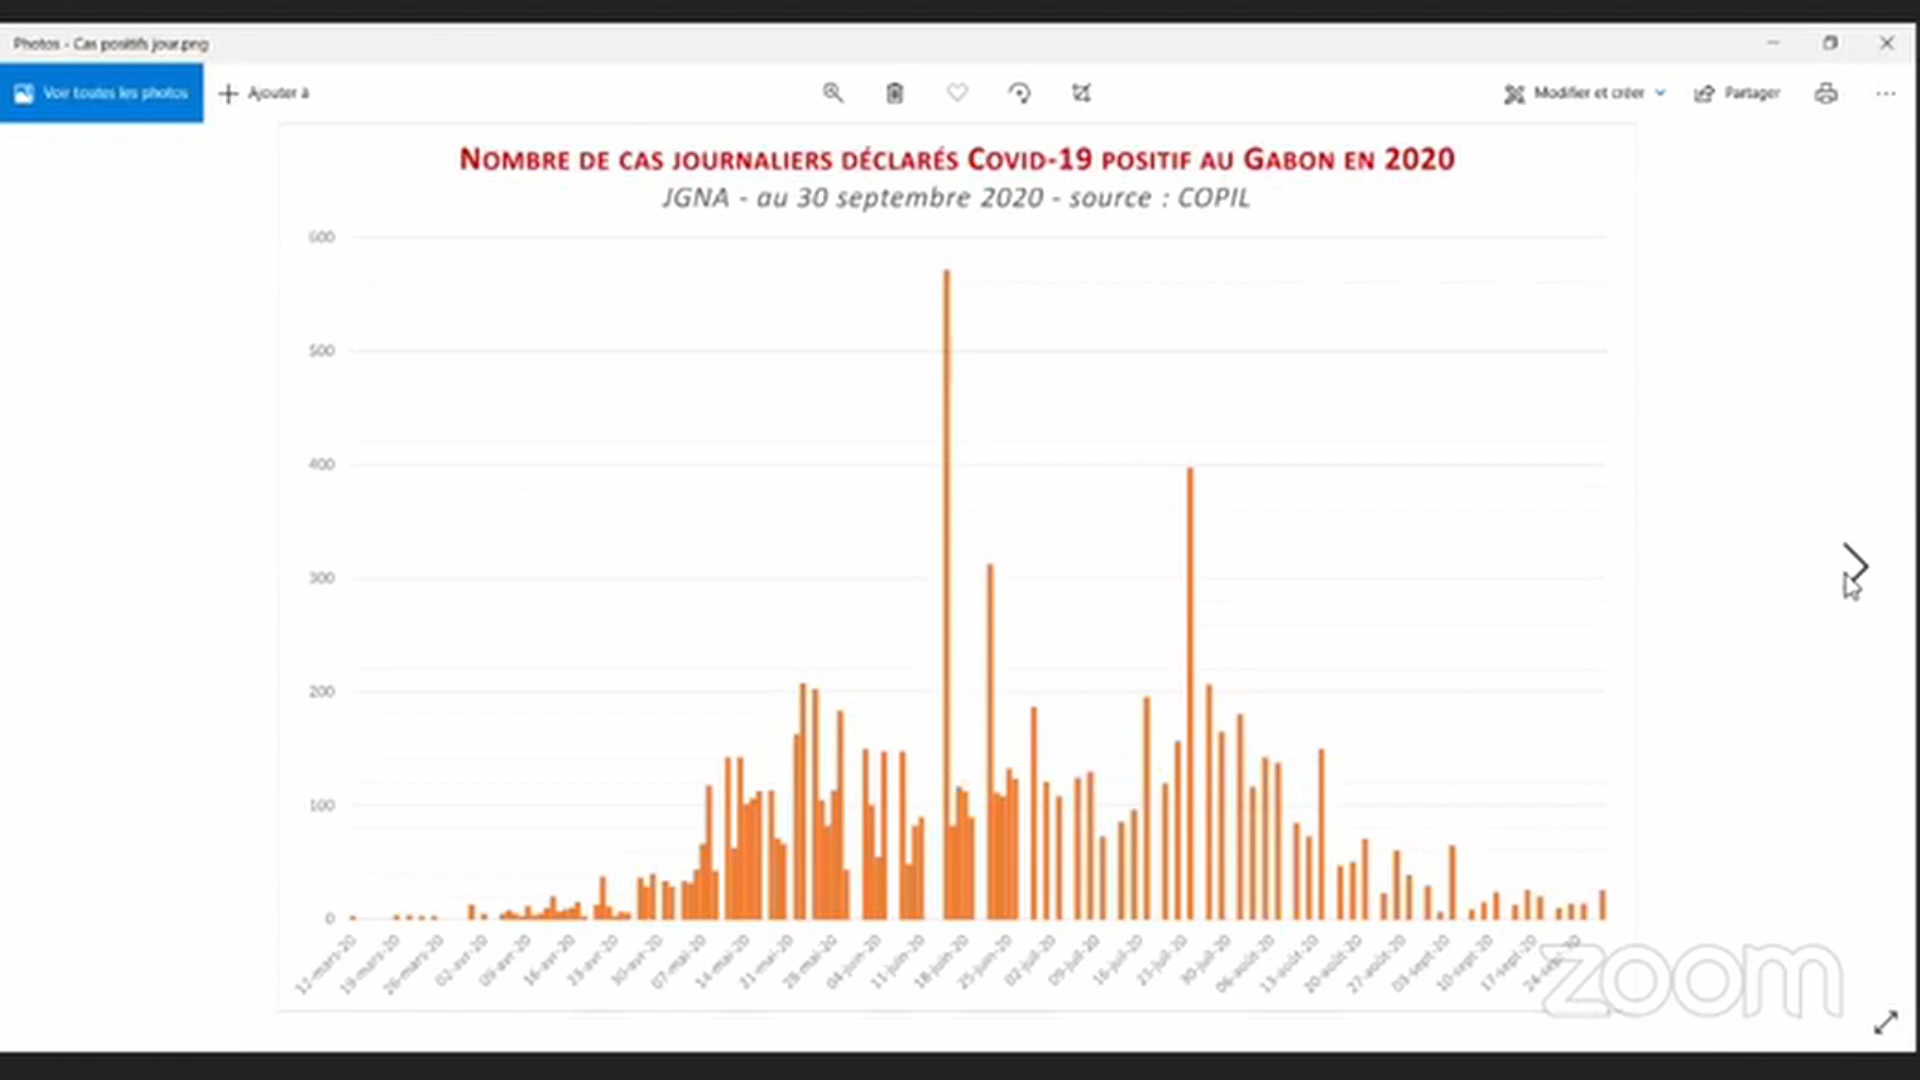 Photos - Cas positifs jour.png
Voir toutes les photos
Ajouter à
Modifier et créer
Partager
NOMBRE DE CAS JOURNALIERS DÉCLARÉS COVID-19 POSITIF AU GABON EN 2020
JGNA - au 30 septembre 2020 - source : COPIL
600
500
400
300
200
100
0
12-mars-20
19-mars-20
26-mars-20
02-avr-20
09-avr-20
16-avr-20
23-avr-20
30-avr-20
07-mai-20
14-mai-20
21-mai-20
28-mai-20
04-juin-20
11-juin-20
18-juin-20
25-juin-20
02-juil-20
09-juil-20
16-juil-20
23-juil-20
30-juil-20
06-août-20
13-août-20
20-août-20
27-août-20
03-sept-20
10-sept-20
17-sept-20
24-sept-20
zoom